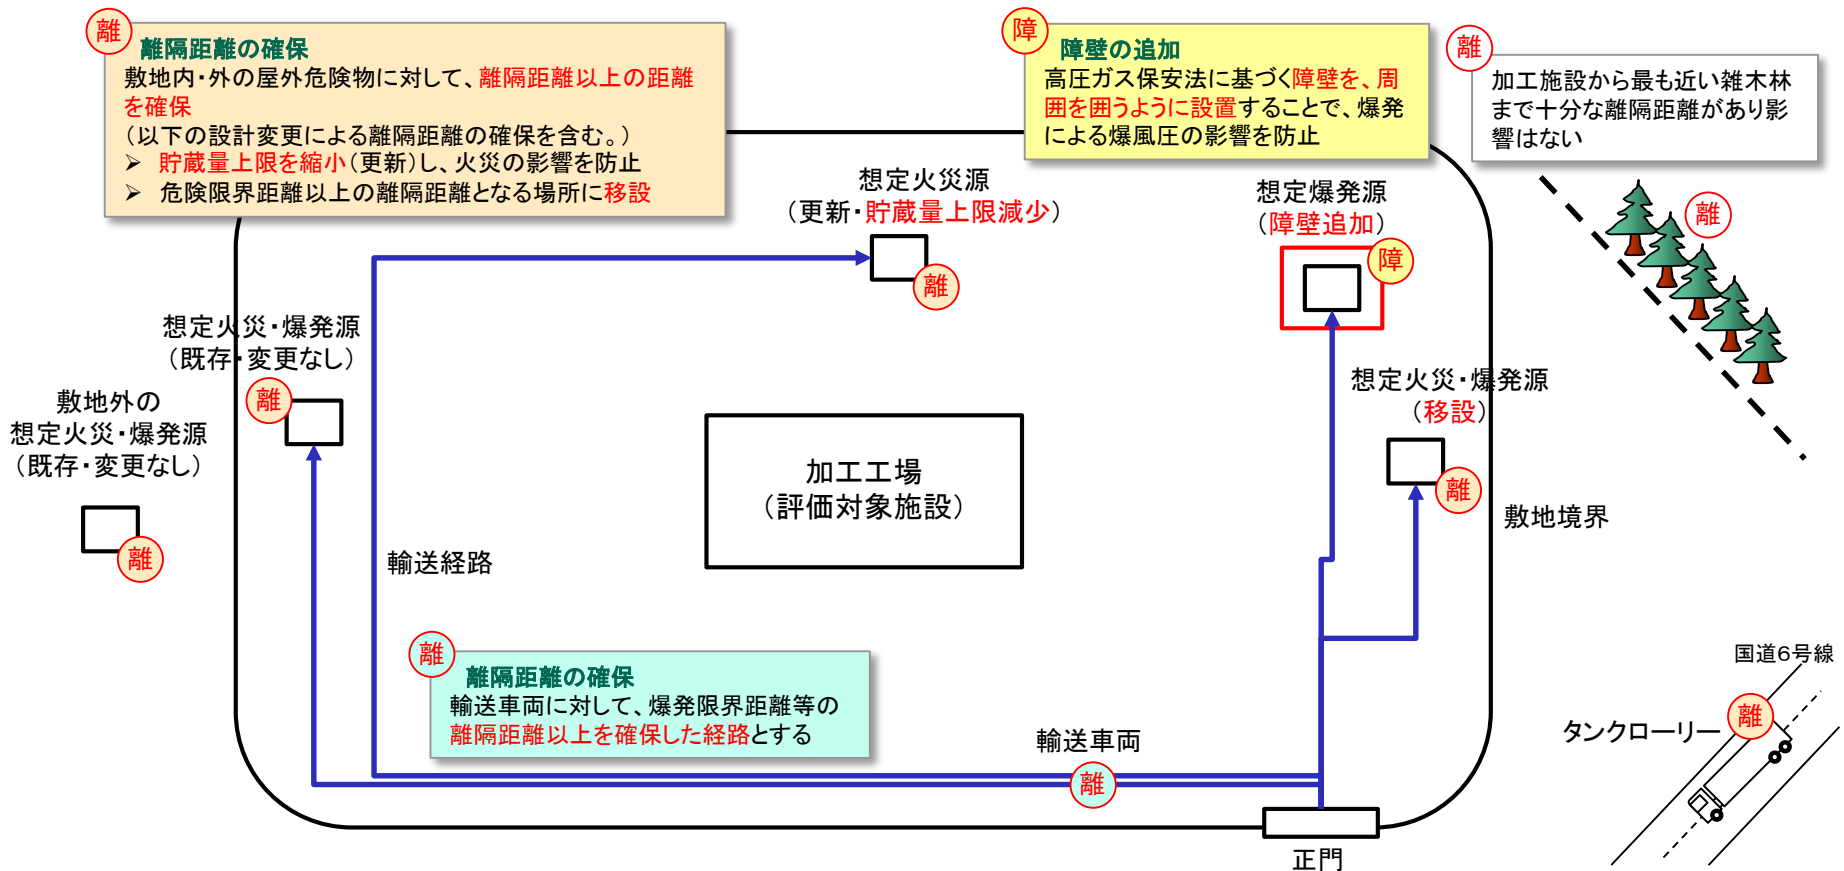 離
離隔距離の確保
敷地内・外の屋外危険物に対して、離隔距離以上の距離
を確保
（以下の設計変更による離隔距離の確保を含む。）
➢ 貯蔵量上限を縮小（更新）し、火災の影響を防止
➢ 危険限界距離以上の離隔距離となる場所に移設
障
障壁の追加
高圧ガス保安法に基づく障壁を、周
囲を囲うように設置することで、爆発
による爆風圧の影響を防止
離
加工施設から最も近い雑木林
まで十分な離隔距離があり影
響はない
想定火災源
（更新・貯蔵量上限減少）
離
想定爆発源
（障壁追加）
障
離
想定火災・爆発源
（既存・変更なし）
離
敷地外の
想定火災・爆発源
（既存・変更なし）
離
想定火災・爆発源
（移設）
離
加工工場
（評価対象施設）
敷地境界
輸送経路
離
離隔距離の確保
輸送車両に対して、爆発限界距離等の
離隔距離以上を確保した経路とする
輸送車両
離
正門
国道6号線
タンクローリー
離